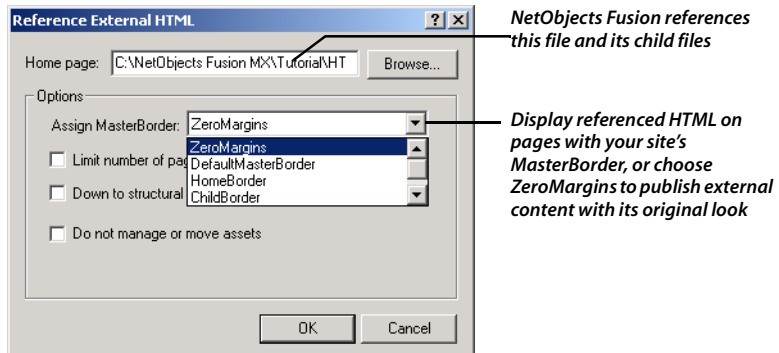 Reference External HTML
NetObjects Fusion references
this file and its child files
Home page: C:\NetObjects Fusion MX\Tutorial\HT Browse...
Options
Assign MasterBorder: ZeroMargins
Display referenced HTML on
pages with your site's
MasterBorder, or choose
ZeroMargins to publish external
content with its original look
ZeroMargins
Limit number of pag
DefaultMasterBorder
HomeBorder
Down to structural
ChildBorder
Do not manage or move assets
OK Cancel